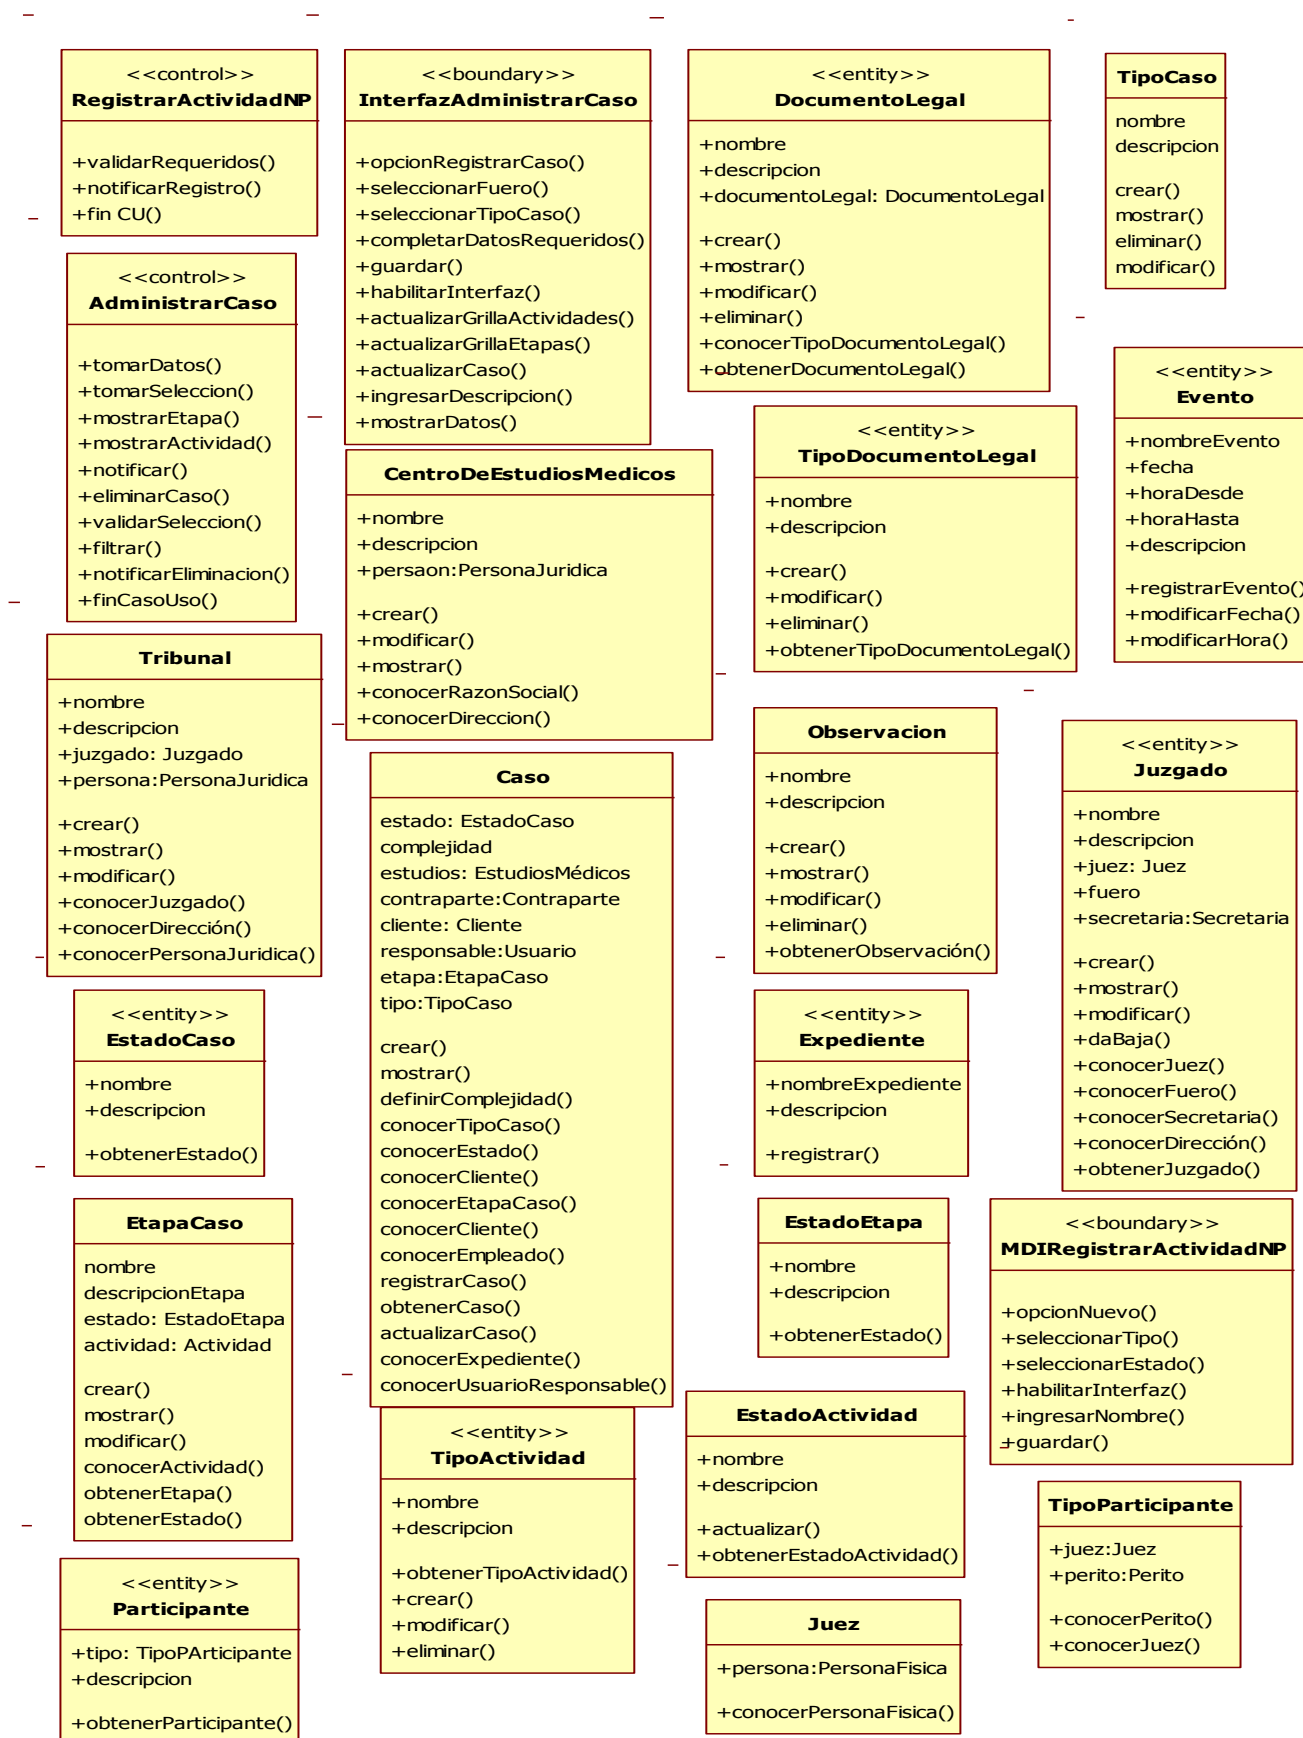 <<control>>
RegistrarActividadNP
+validarRequeridos()
+notificarRegistro()
+fin CU()
<<control>>
AdministrarCaso
+tomarDatos()
+tomarSeleccion()
+mostrarEtapa()
+mostrarActividad()
+notificar()
+eliminarCaso()
+validarSeleccion()
+filtrar()
+notificarEliminacion()
+finCasoUso()
Tribunal
+nombre
+descripcion
+juzgado: Juzgado
+persona:PersonaJuridica
+crear()
+mostrar()
+modificar()
+conocerJuzgado()
+conocerDirección()
+conocerPersonaJuridica()
<<entity>>
EstadoCaso
+nombre
+descripcion
+obtenerEstado()
EtapaCaso
nombre
descripcionEtapa
estado: EstadoEtapa
actividad: Actividad
crear()
mostrar()
modificar()
conocerActividad()
obtenerEtapa()
obtenerEstado()
<<entity>>
Participante
+tipo: TipoPArticipante
+descripcion
+obtenerParticipante()
<<boundary>>
InterfazAdministrarCaso
+opcionRegistrarCaso()
+seleccionarFuero()
+seleccionarTipoCaso()
+completarDatosRequeridos()
+guardar()
+habilitarInterfaz()
+actualizarGrillaActividades()
+actualizarGrillaEtapas()
+actualizarCaso()
+ingresarDescripcion()
+mostrarDatos()
CentroDeEstudiosMedicos
+nombre
+descripcion
+persaon:PersonaJuridica
+crear()
+modificar()
+mostrar()
+conocerRazonSocial()
+conocerDireccion()
Caso
estado: EstadoCaso
complejidad
estudios: EstudiosMédicos
contraparte:Contraparte
cliente: Cliente
responsable:Usuario
etapa:EtapaCaso
tipo:TipoCaso
crear()
mostrar()
definirComplejidad()
conocerTipoCaso()
conocerEstado()
conocerCliente()
conocerEtapaCaso()
conocerCliente()
conocerEmpleado()
registrarCaso()
obtenerCaso()
actualizarCaso()
conocerExpediente()
conocerUsuarioResponsable()
<<entity>>
TipoActividad
+nombre
+descripcion
+obtenerTipoActividad()
+crear()
+modificar()
+eliminar()
<<entity>>
DocumentoLegal
+nombre
+descripcion
+documentoLegal: DocumentoLegal
+crear()
+mostrar()
+modificar()
+eliminar()
+conocerTipoDocumentoLegal()
+obtenerDocumentoLegal()
<<entity>>
TipoDocumentoLegal
+nombre
+descripcion
+crear()
+modificar()
+eliminar()
+obtenerTipoDocumentoLegal()
Observacion
+nombre
+descripcion
+crear()
+mostrar()
+modificar()
+eliminar()
+obtenerObservación()
<<entity>>
Expediente
+nombreExpediente
+descripcion
+registrar()
EstadoEtapa
+nombre
+descripcion
+obtenerEstado()
EstadoActividad
+nombre
+descripcion
+actualizar()
+obtenerEstadoActividad()
Juez
+persona:PersonaFisica
+conocerPersonaFisica()
TipoCaso
nombre
descripcion
crear()
mostrar()
eliminar()
modificar()
<<entity>>
Evento
+nombreEvento
+fecha
+horaDesde
+horaHasta
+descripcion
+registrarEvento()
+modificarFecha()
+modificarHora()
<<entity>>
Juzgado
+nombre
+descripcion
+juez: Juez
+fuero
+secretaria:Secretaria
+crear()
+mostrar()
+modificar()
+daBaja()
+conocerJuez()
+conocerFuero()
+conocerSecretaria()
+conocerDirección()
+obtenerJuzgado()
<<boundary>>
MDIRegistrarActividadNP
+opcionNuevo()
+seleccionarTipo()
+seleccionarEstado()
+habilitarInterfaz()
+ingresarNombre()
+guardar()
TipoParticipante
+juez:Juez
+perito:Perito
+conocerPerito()
+conocerJuez()